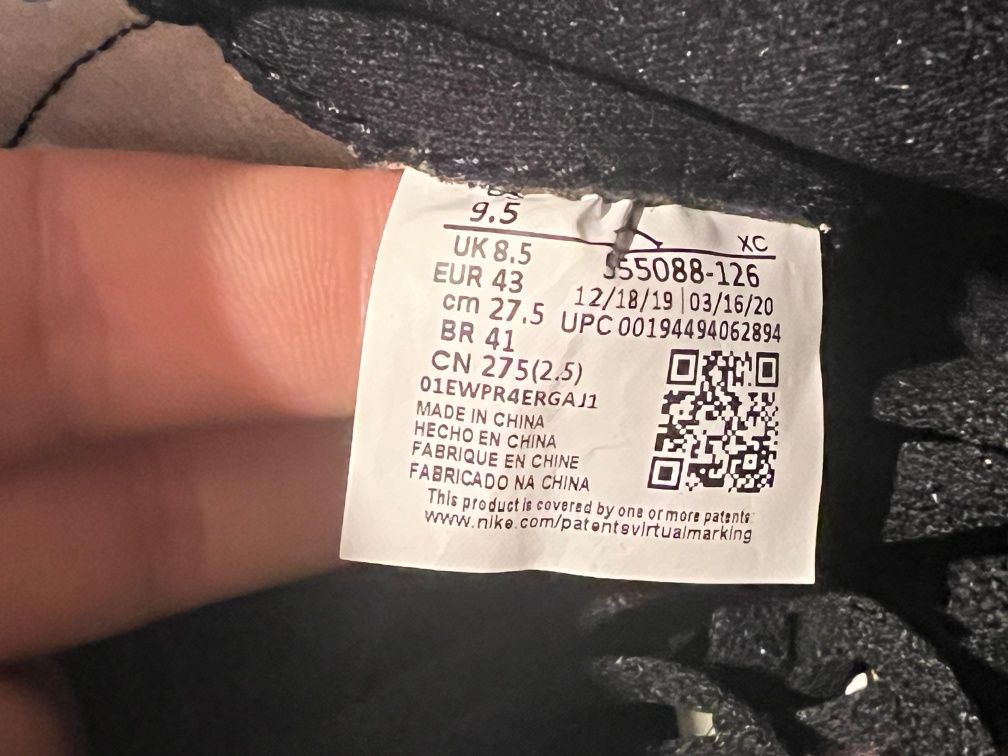 9.5
XC
UK 8.5
555088-126
EUR 43
12/18/19 | 03/16/20
cm 27.5
UPC 00194494062894
BR 41
CN 275(2.5)
01EWPR4ERGAJ1
MADE IN CHINA
HECHO EN CHINA
FABRIQUE EN CHINE
FABRICADO NA CHINA
This product is covered by one or more patents:
www.nike.com/patentsvirtualmarking